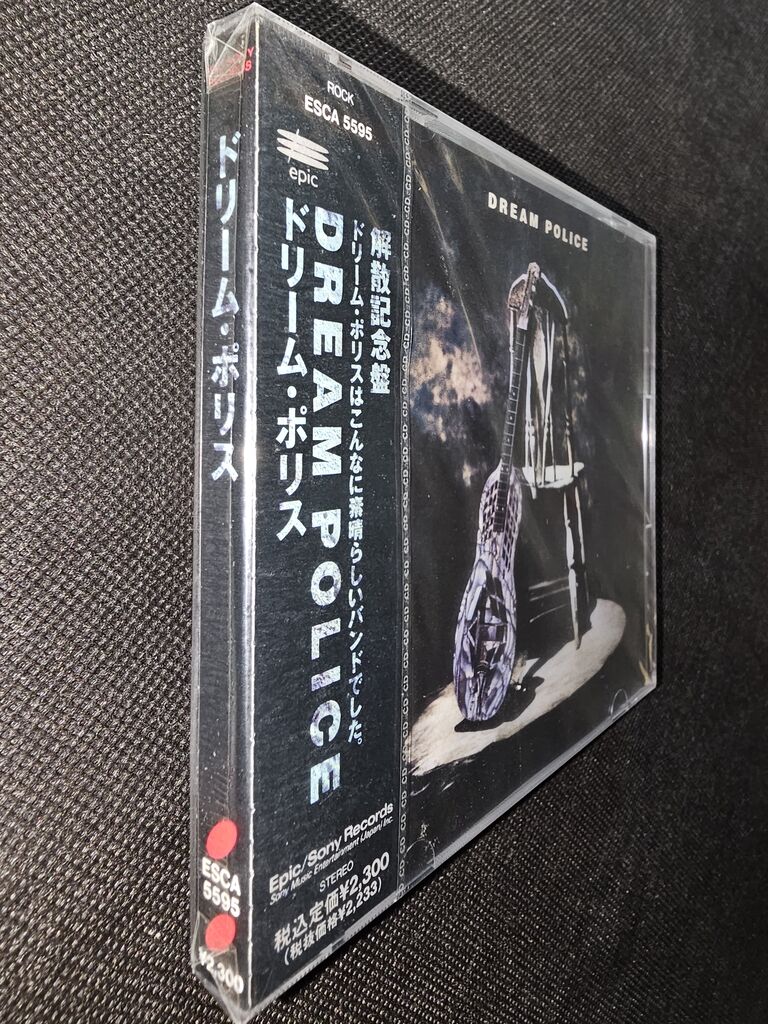 ドリーム・ポリス
ESCA
5595
¥2,300
ROCK
ESCA 5595
epic
解散記念盤
ドリーム・ポリスはこんなに素晴らしいバンドでした。
DREAM POLICE
ドリーム・ポリス
Epic/Sony Records
Sony Music Entertainment (Japan) Inc.
STEREO
税込定価¥2,300
(税抜価格¥2,233)
DREAM POLICE